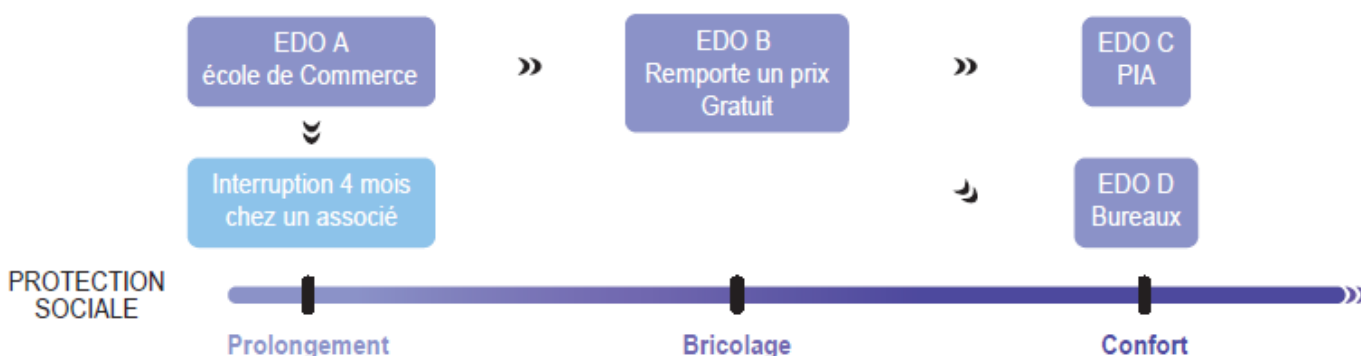 EDO A
école de Commerce
EDO B
Remporte un prix
Gratuit
EDO C
PIA
Interruption 4 mois
chez un associé
EDO D
Bureaux
PROTECTION
SOCIALE
Prolongement
Bricolage
Confort